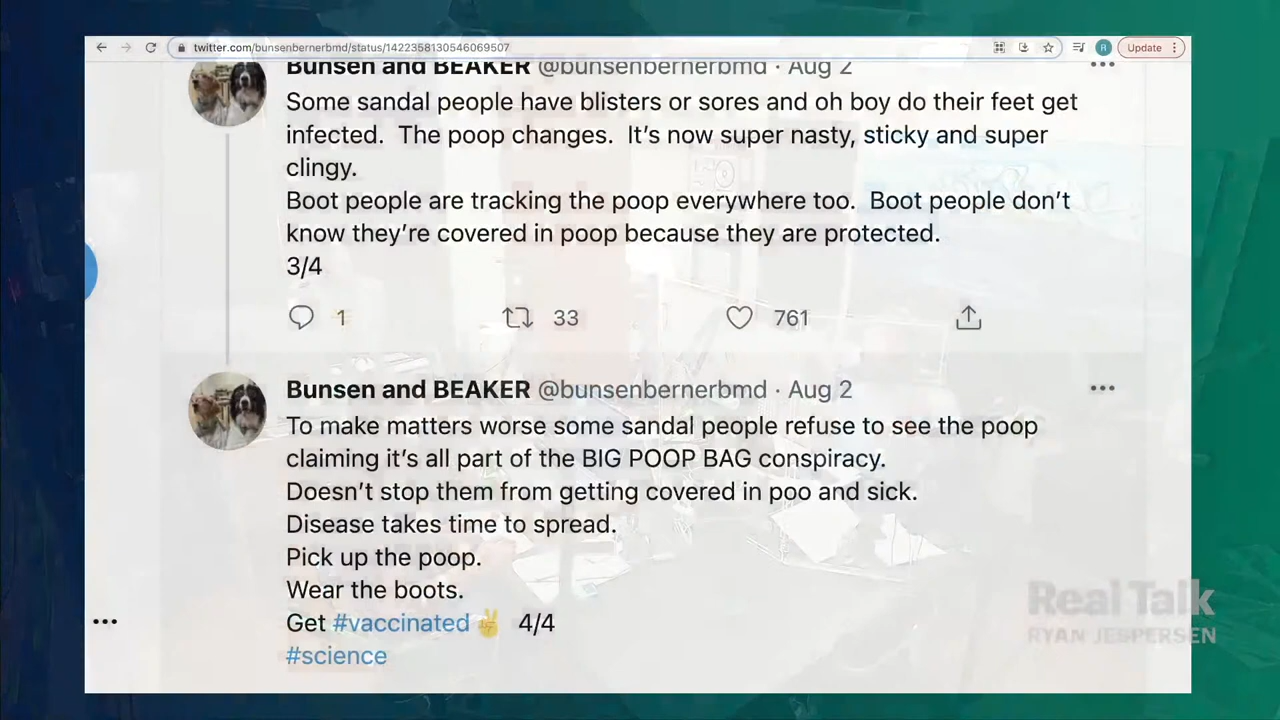 twitter.com/bunsenbernerbmd/status/1422358130546069507
R
Update
Bunsen and BEAKER @bunsenbernerbmd · Aug 2
Some sandal people have blisters or sores and oh boy do their feet get
infected.  The poop changes.  It's now super nasty, sticky and super
clingy.
Boot people are tracking the poop everywhere too.  Boot people don't
know they're covered in poop because they are protected.
3/4
1 33 761
Bunsen and BEAKER @bunsenbernerbmd · Aug 2
To make matters worse some sandal people refuse to see the poop
claiming it's all part of the BIG POOP BAG conspiracy.
Doesn't stop them from getting covered in poo and sick.
Disease takes time to spread.
Pick up the poop.
Wear the boots.
Get #vaccinated✌️ 4/4
#science
Real Talk
RYAN JESPERSEN